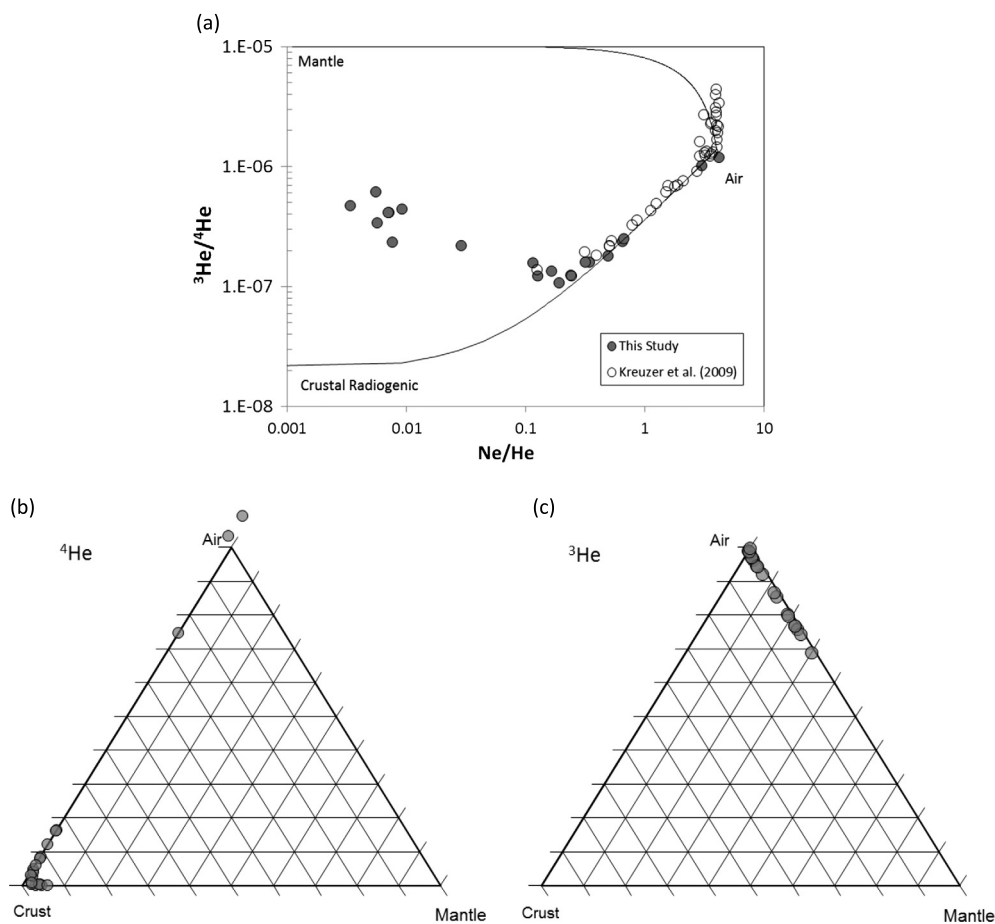 (a)
1.E-05
Mantle
1.E-06
Air
³He/⁴He
1.E-07
This Study
Kreuzer et al. (2009)
Crustal Radiogenic
1.E-08
0.001 0.01 0.1 1 10
Ne/He
(b) (c)
⁴He Air ³He Air
Crust Mantle Crust Mantle